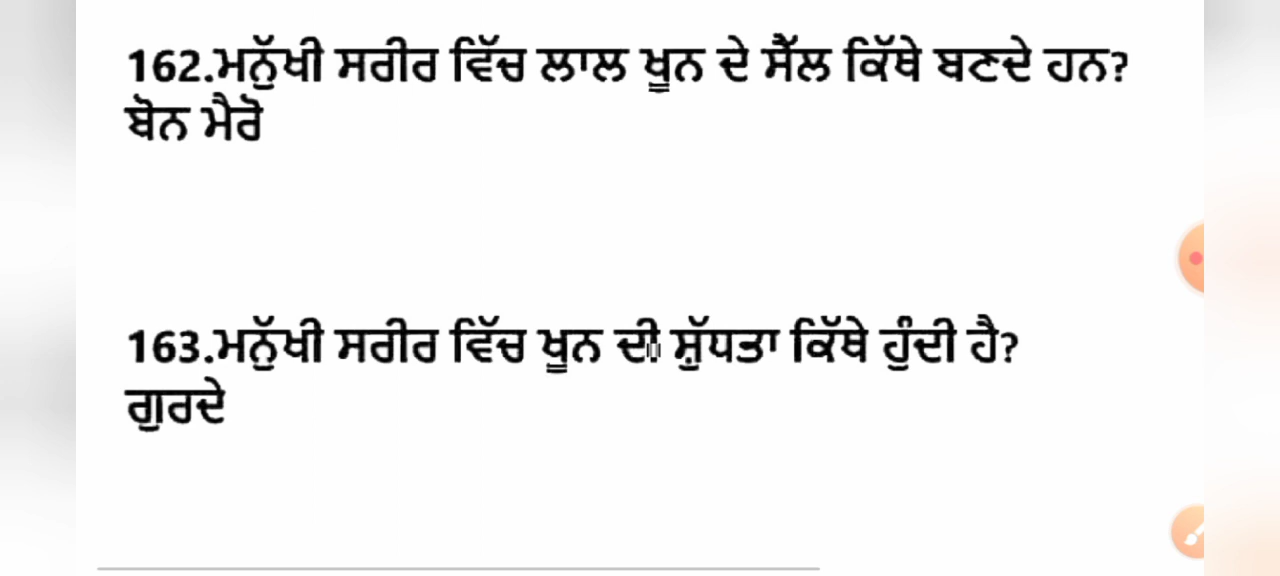 162.ਮਨੁੱਖੀ ਸਰੀਰ ਵਿੱਚ ਲਾਲ ਖੂਨ ਦੇ ਸੈੱਲ ਕਿੱਥੇ ਬਣਦੇ ਹਨ?
ਬੋਨ ਮੈਰੋ
163.ਮਨੁੱਖੀ ਸਰੀਰ ਵਿੱਚ ਖੂਨ ਦੀ ਸ਼ੁੱਧਤਾ ਕਿੱਥੇ ਹੁੰਦੀ ਹੈ?
ਗੁਰਦੇ